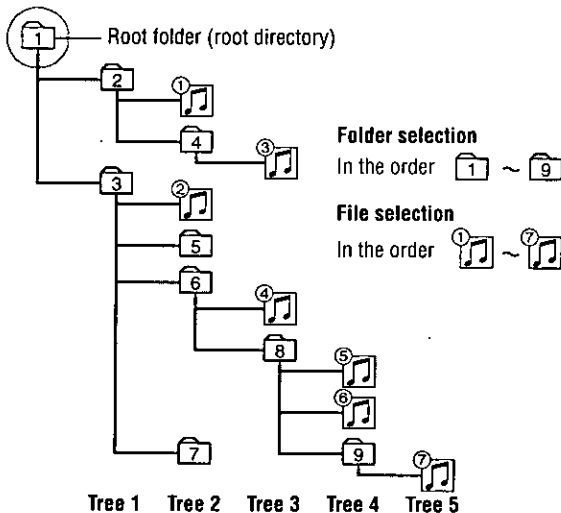 1 Root folder (root directory)
2 ①
4 ③
Folder selection
In the order 1 ~ 9
3 ②
File selection
In the order ① ~ ⑦
5
6 ④
8 ⑤
⑥
7 9 ⑦
Tree 1 Tree 2 Tree 3 Tree 4 Tree 5